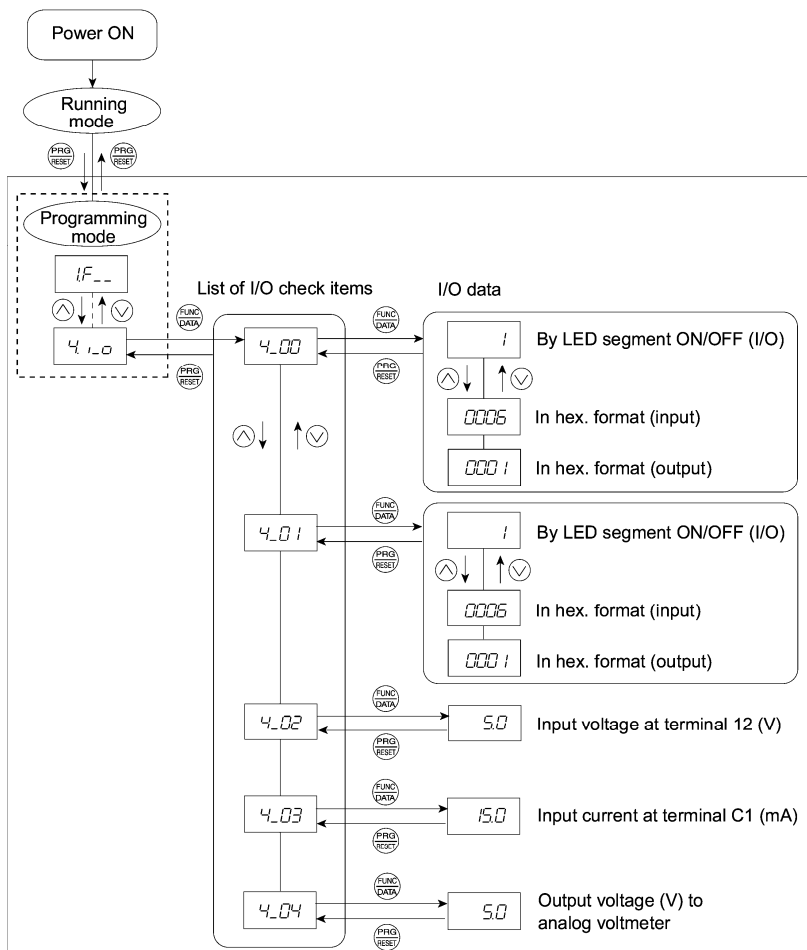 Power ON
Running
mode
PRG
RESET
PRG
RESET
Programming
mode
1.F__
4.i_o
List of I/O check items
I/O data
FUNC
DATA
PRG
RESET
4_00
FUNC
DATA
PRG
RESET
1
By LED segment ON/OFF (I/O)
0006
In hex. format (input)
0001
In hex. format (output)
4_01
FUNC
DATA
PRG
RESET
1
By LED segment ON/OFF (I/O)
0006
In hex. format (input)
0001
In hex. format (output)
4_02
FUNC
DATA
PRG
RESET
5.0
Input voltage at terminal 12 (V)
4_03
FUNC
DATA
PRG
RESET
15.0
Input current at terminal C1 (mA)
4_04
FUNC
DATA
PRG
RESET
5.0
Output voltage (V) to
analog voltmeter